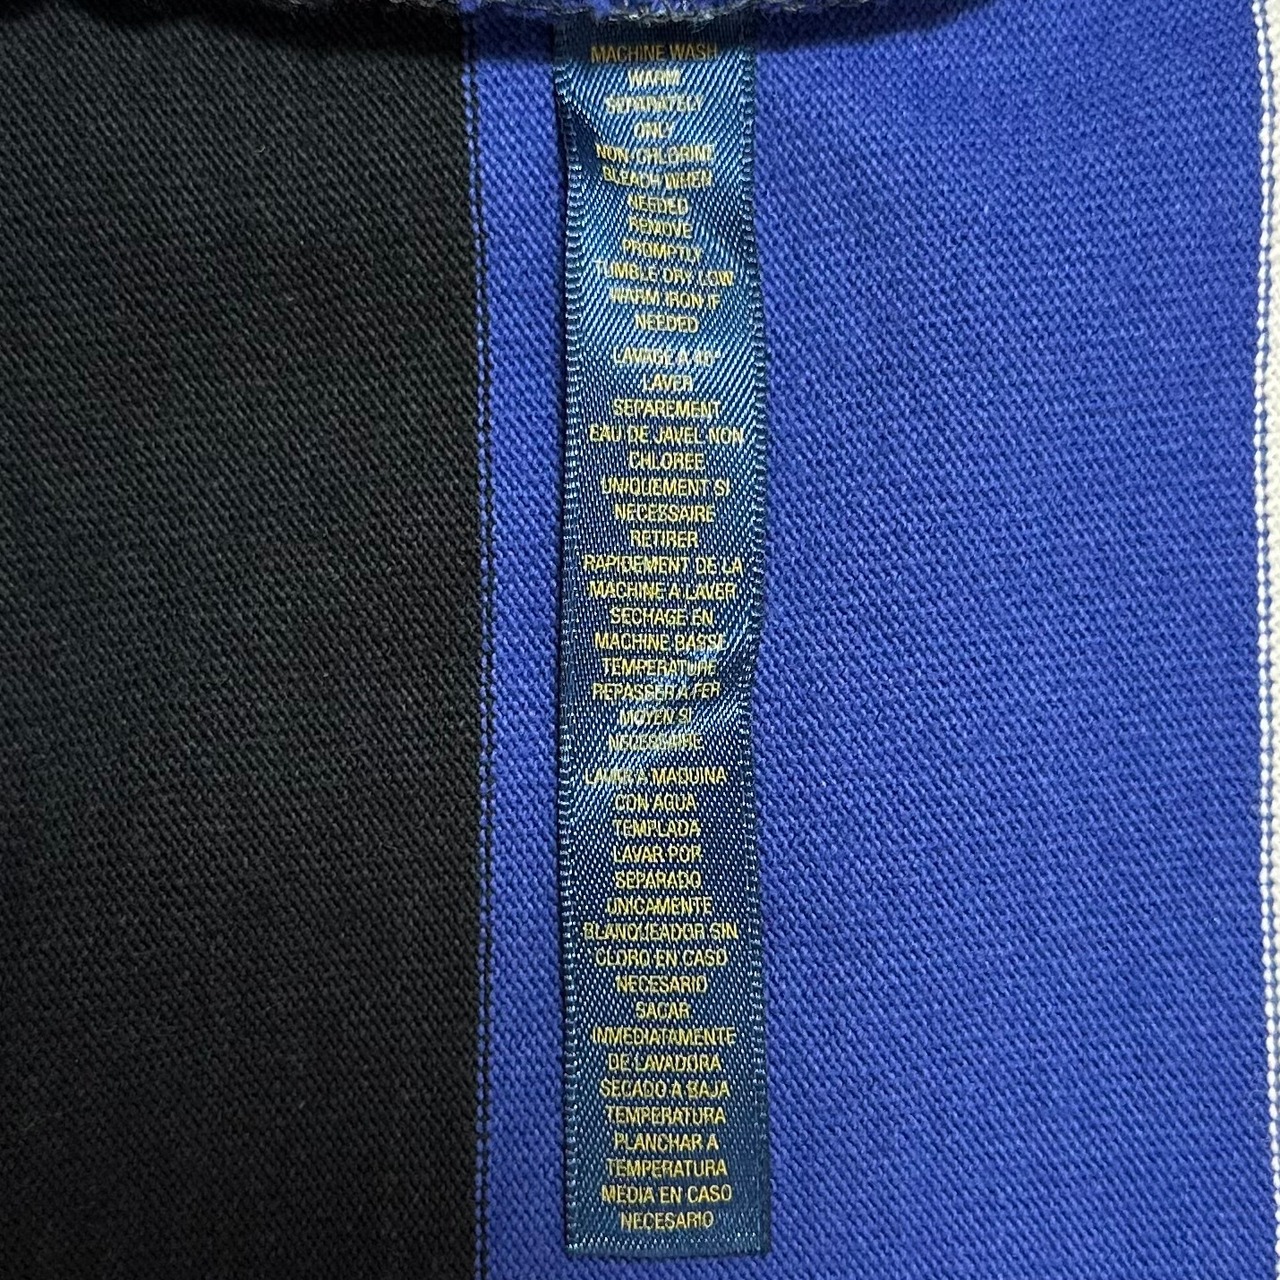 MACHINE WASH
WARM
SEPARATELY
ONLY
NON-CHLORINE
BLEACH WHEN
NEEDED
REMOVE
PROMPTLY
TUMBLE DRY LOW
WARM IRON IF
NEEDED
LAVAGE A 40°
LAVER
SEPAREMENT
EAU DE JAVEL NON
CHLOREE
UNIQUEMENT SI
NECESSAIRE
RETIRER
RAPIDEMENT DE LA
MACHINE A LAVER
SECHAGE EN
MACHINE BASSE
TEMPERATURE
REPASSER A FER
MOYEN SI
NECESSAIRE
LAVAR A MAQUINA
CON AGUA
TEMPLADA
LAVAR POR
SEPARADO
UNICAMENTE
BLANQUEADOR SIN
CLORO EN CASO
NECESARIO
SACAR
INMEDIATAMENTE
DE LAVADORA
SECADO A BAJA
TEMPERATURA
PLANCHAR A
TEMPERATURA
MEDIA EN CASO
NECESARIO